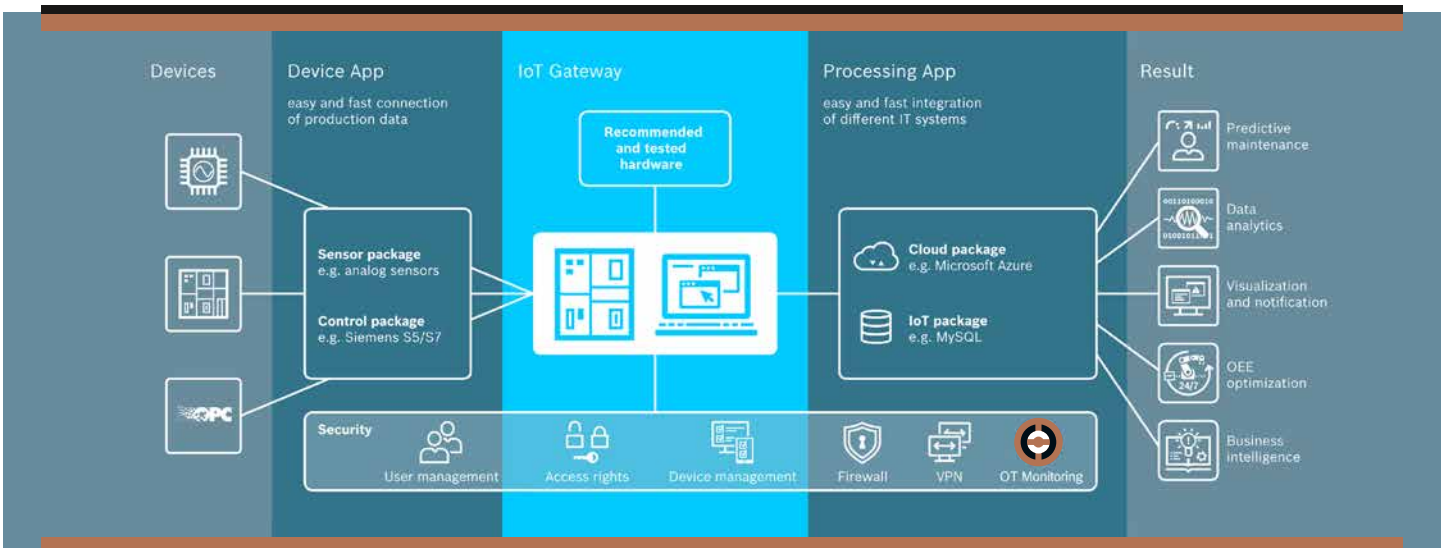 Devices
Device App
easy and fast connection
of production data
IoT Gateway
Recommended
and tested
hardware
Processing App
easy and fast integration
of different IT systems
Result
Sensor package
e.g. analog sensors
Control package
e.g. Siemens S5/S7
OPC
Cloud package
e.g. Microsoft Azure
IoT package
e.g. MySQL
Predictive
maintenance
Data
analytics
Visualization
and notification
24/7
OEE
optimization
Business
intelligence
Security
User management
Access rights
Device management
Firewall
VPN
OT Monitoring